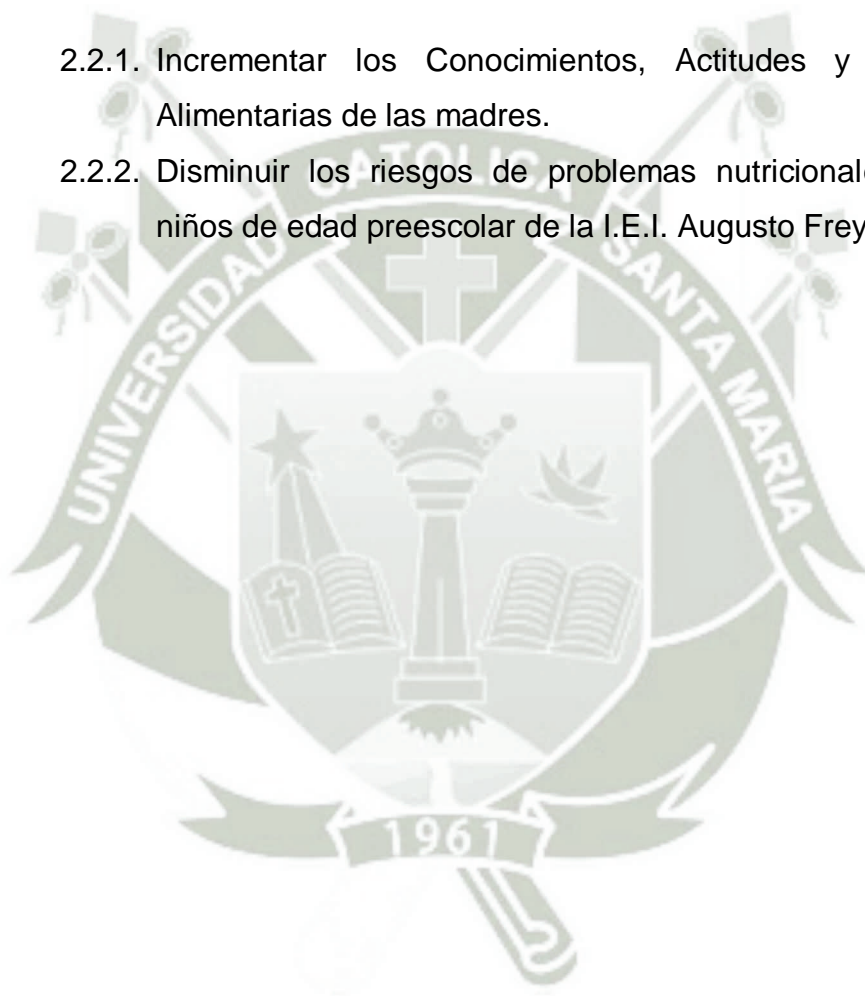 2.2.1. Incrementar los Conocimientos, Actitudes y
Alimentarias de las madres.
2.2.2. Disminuir los riesgos de problemas nutricional
niños de edad preescolar de la I.E.I. Augusto Frey
UNIVERSIDAD CATOLICA SANTA MARIA
1961